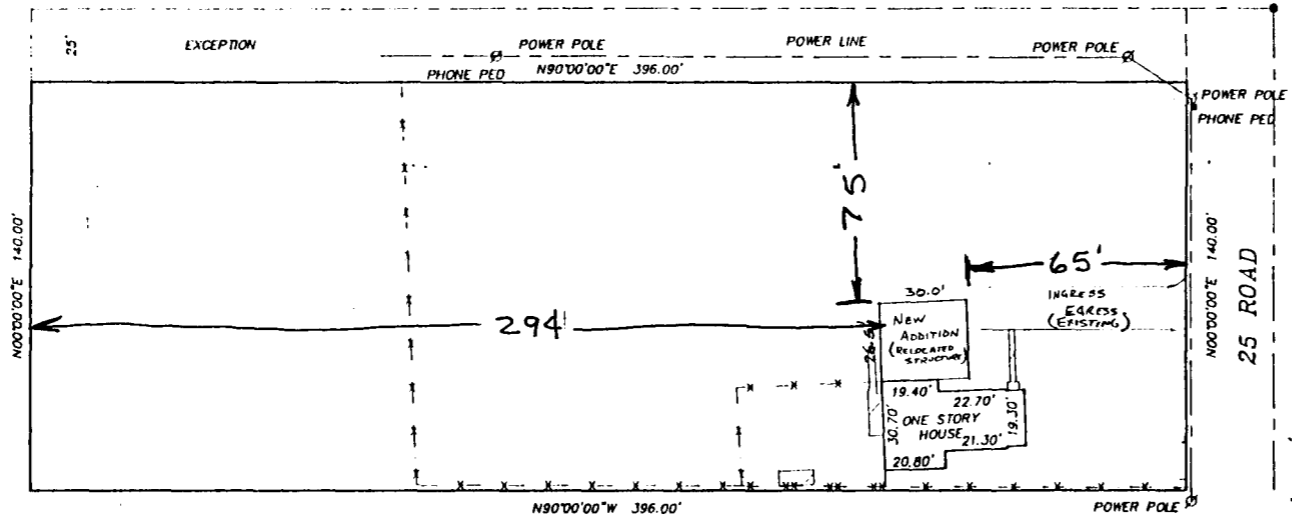 25'
EXCEPTION
POWER POLE
POWER LINE
POWER POLE
PHONE PED
N90°00'00"E 396.00'
POWER POLE
PHONE PED
N00°00'00"E 140.00'
75'
65'
N00°00'00"E 140.00'
25 ROAD
30.0'
INGRESS
EGRESS
(EXISTING)
294'
NEW
ADDITION
(RELOCATED
STRUCTURE)
19.40'
22.70'
30.70'
ONE STORY
HOUSE
19.30'
21.30'
20.80'
N90°00'00"W 396.00'
POWER POLE